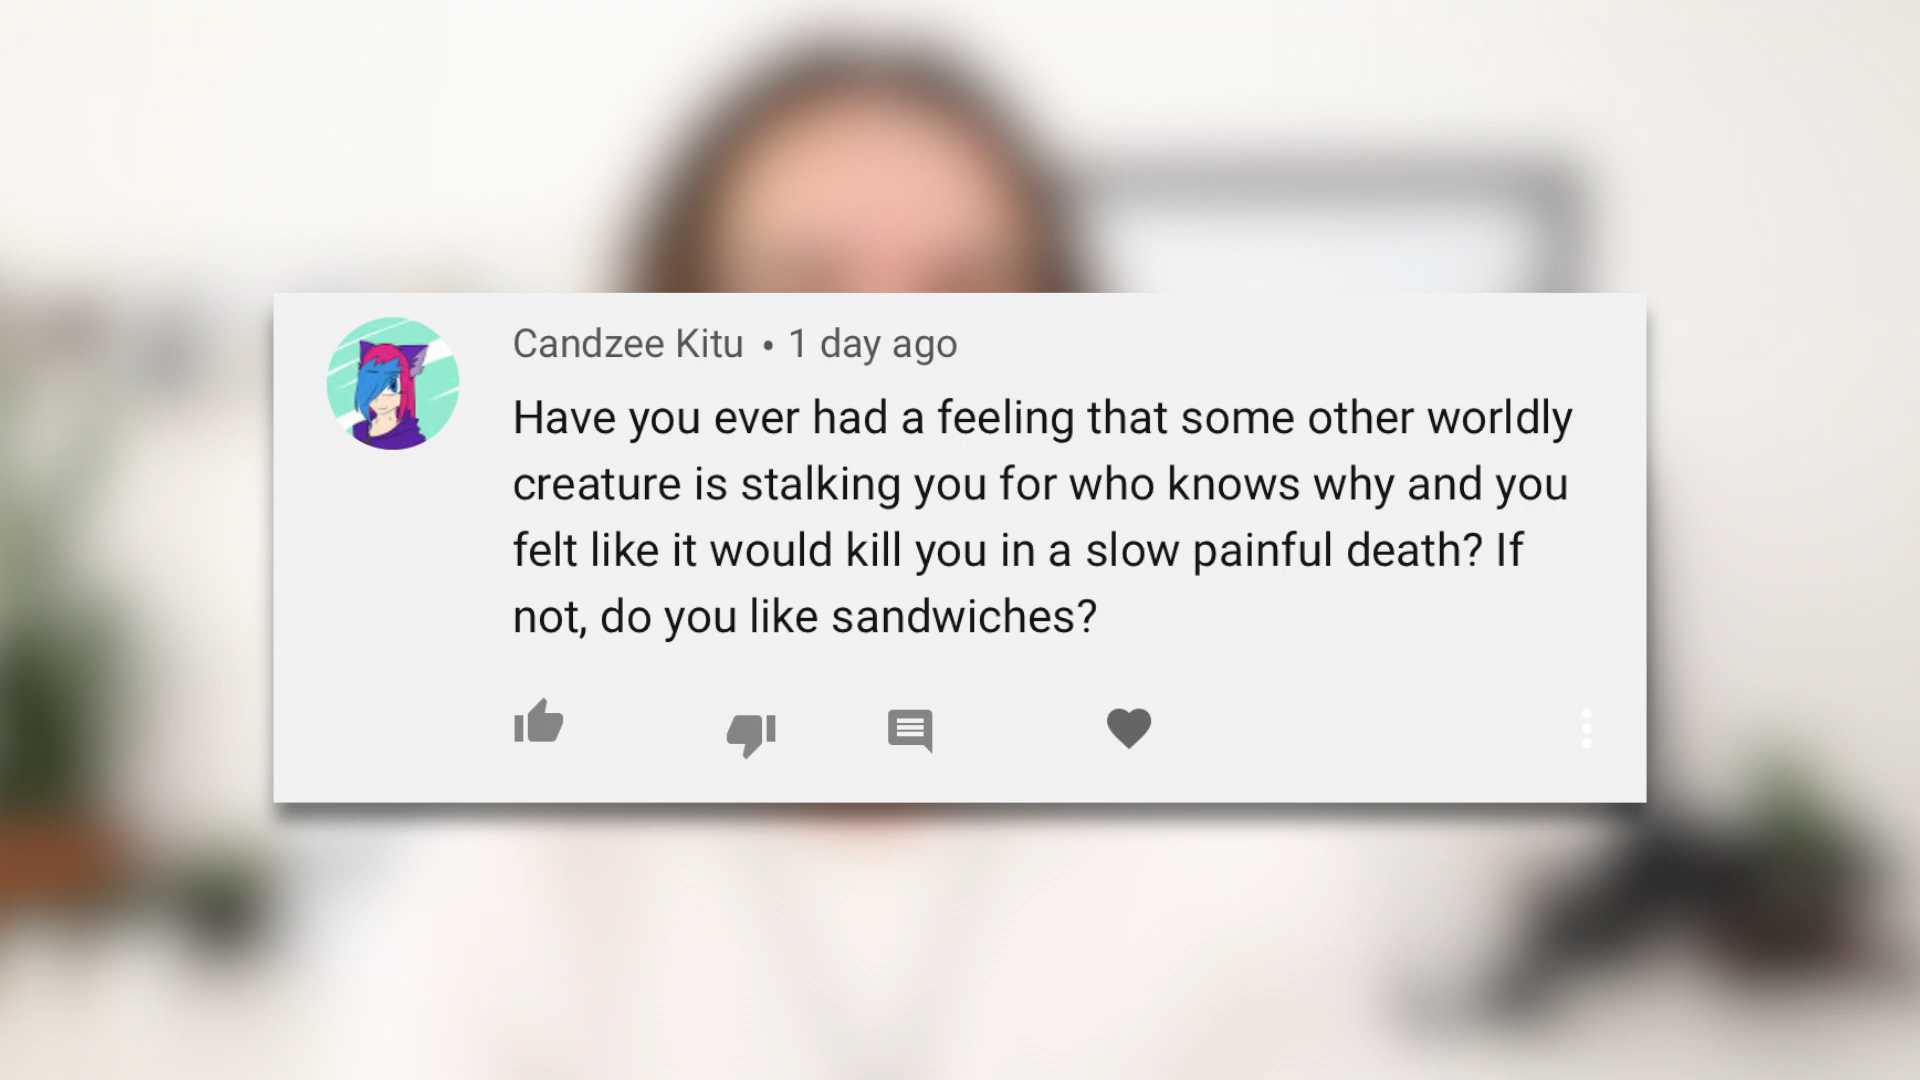 Candzee Kitu • 1 day ago
Have you ever had a feeling that some other worldly
creature is stalking you for who knows why and you
felt like it would kill you in a slow painful death? If
not, do you like sandwiches?